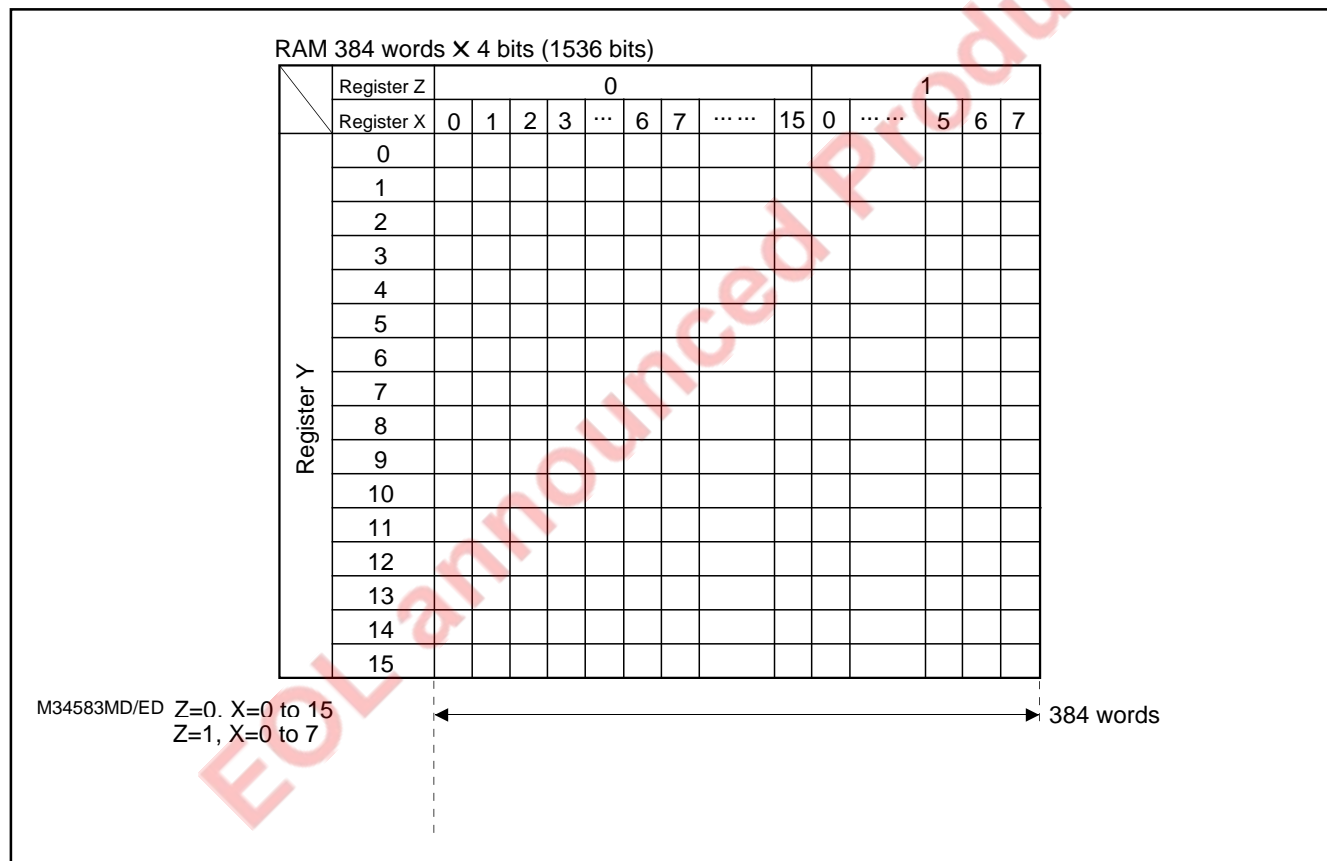 RAM 384 words × 4 bits (1536 bits)
Register Z 0 1
Register X 0 1 2 3 ... 6 7 ... ... 15 0 ... ... 5 6 7
Register Y
0
1
2
3
4
5
6
7
8
9
10
11
12
13
14
15
M34583MD/ED Z=0, X=0 to 15
Z=1, X=0 to 7
384 words
EOL announced Produ